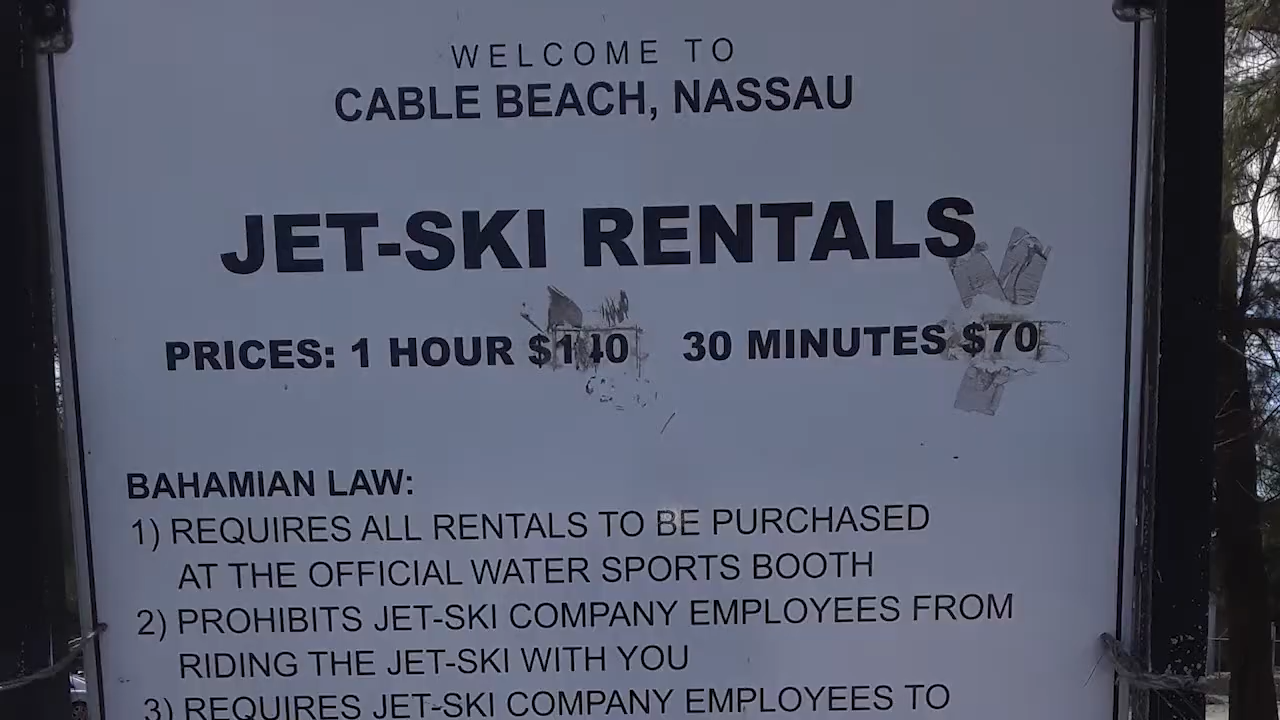 WELCOME TO
CABLE BEACH, NASSAU
JET-SKI RENTALS
PRICES: 1 HOUR $140 30 MINUTES $70
BAHAMIAN LAW:
1) REQUIRES ALL RENTALS TO BE PURCHASED
AT THE OFFICIAL WATER SPORTS BOOTH
2) PROHIBITS JET-SKI COMPANY EMPLOYEES FROM
RIDING THE JET-SKI WITH YOU
3) REQUIRES JET-SKI COMPANY EMPLOYEES TO